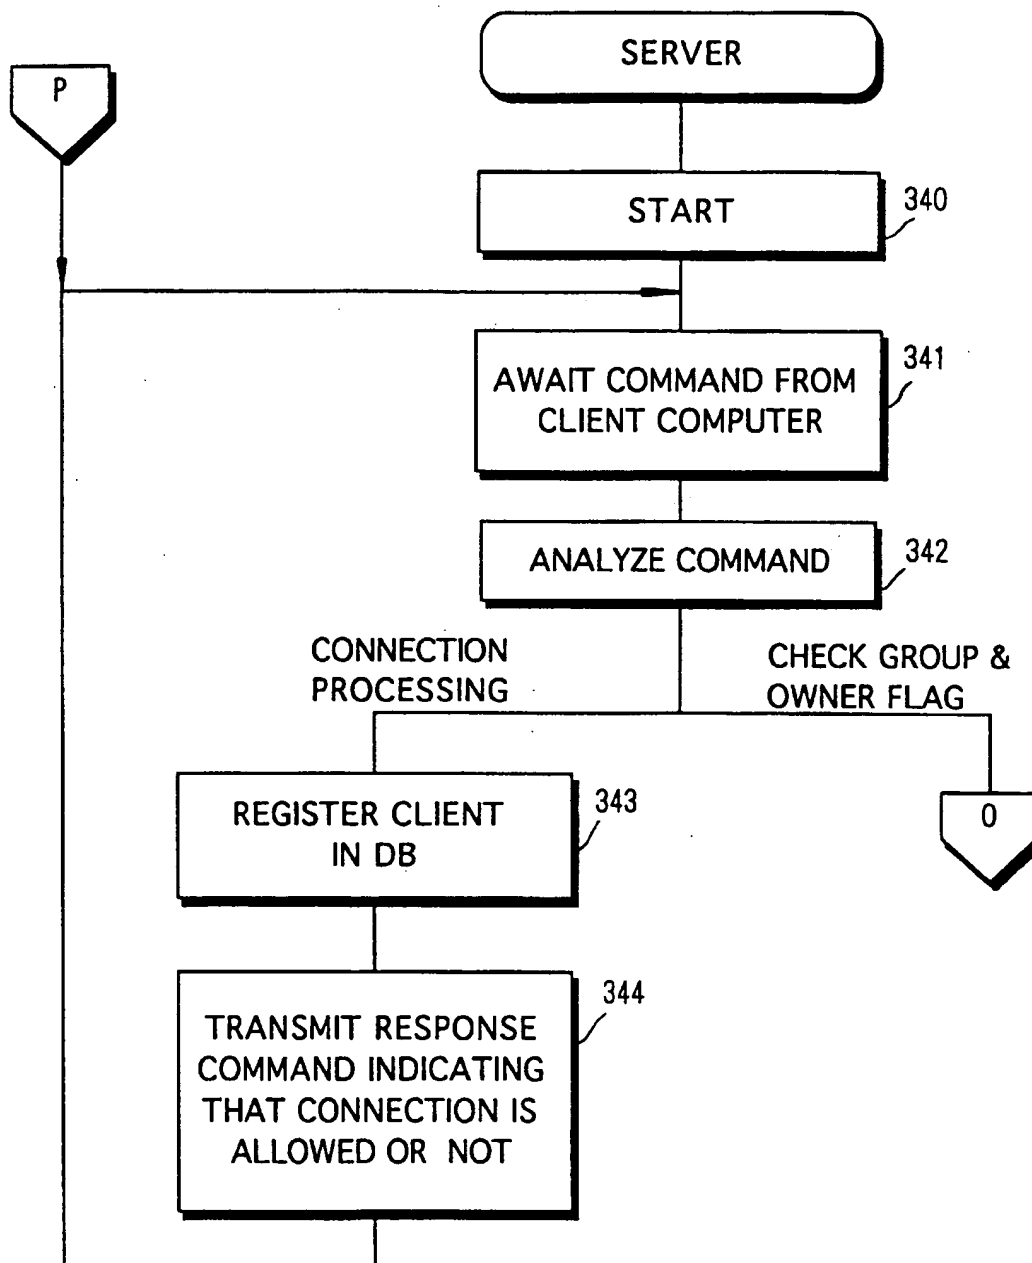 SERVER
P
START
340
AWAIT COMMAND FROM
CLIENT COMPUTER
341
ANALYZE COMMAND
342
CONNECTION
PROCESSING
CHECK GROUP &
OWNER FLAG
REGISTER CLIENT
IN DB
343
O
TRANSMIT RESPONSE
COMMAND INDICATING
THAT CONNECTION IS
ALLOWED OR NOT
344